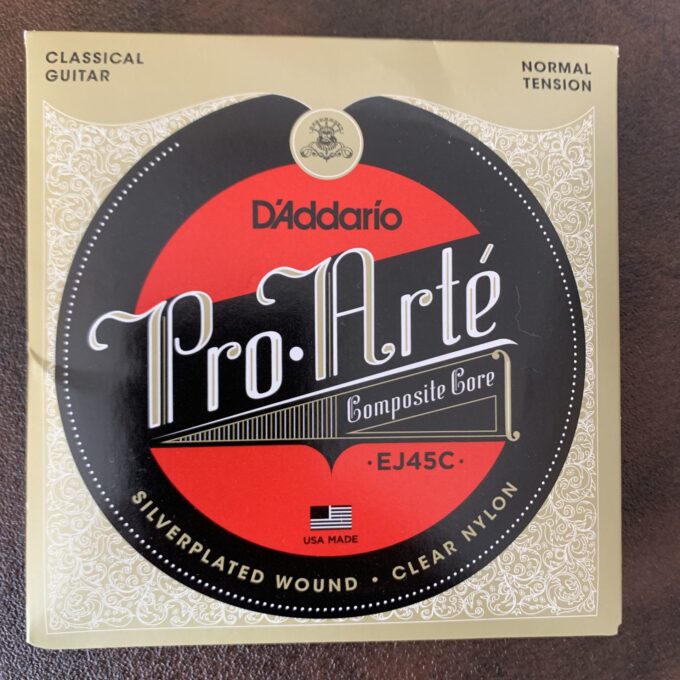 CLASSICAL
GUITAR
NORMAL
TENSION
D'Addario
Pro·Arté
Composite Core
·EJ45C·
USA MADE
SILVERPLATED WOUND • CLEAR NYLON